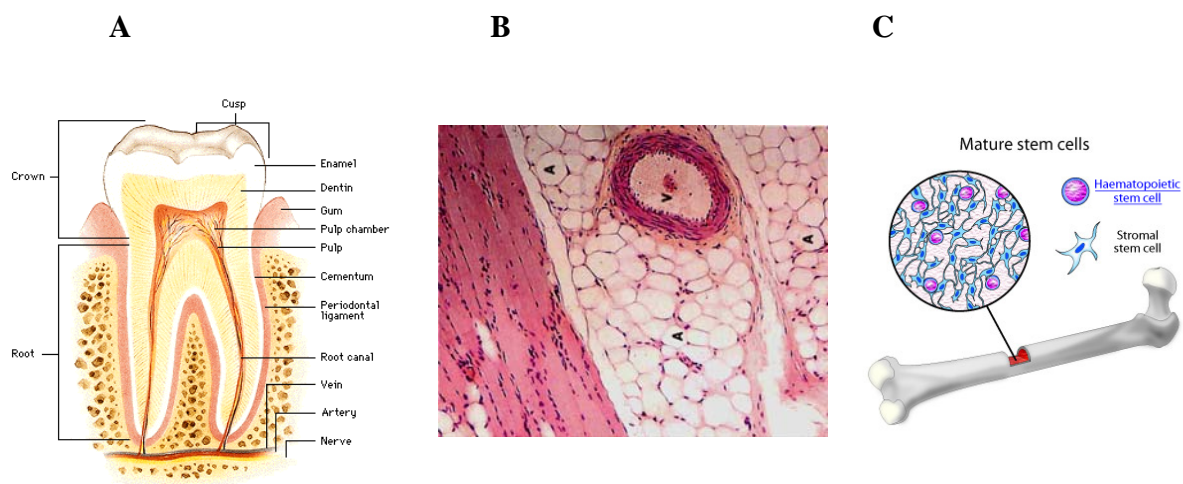 A
B
C
Cusp
Crown
Enamel
Dentin
Gum
Pulp chamber
Pulp
Cementum
Periodontal
ligament
Root
Root canal
Vein
Artery
Nerve
A
V
A
A
Mature stem cells
Haematopoietic
stem cell
Stromal
stem cell